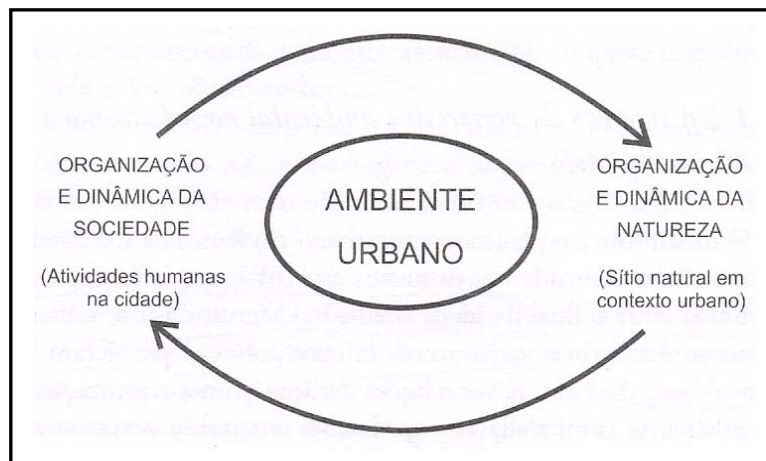 ORGANIZAÇÃO
E DINÂMICA DA
SOCIEDADE
(Atividades humanas
na cidade)
AMBIENTE
URBANO
ORGANIZAÇÃO
E DINÂMICA DA
NATUREZA
(Sítio natural em
contexto urbano)